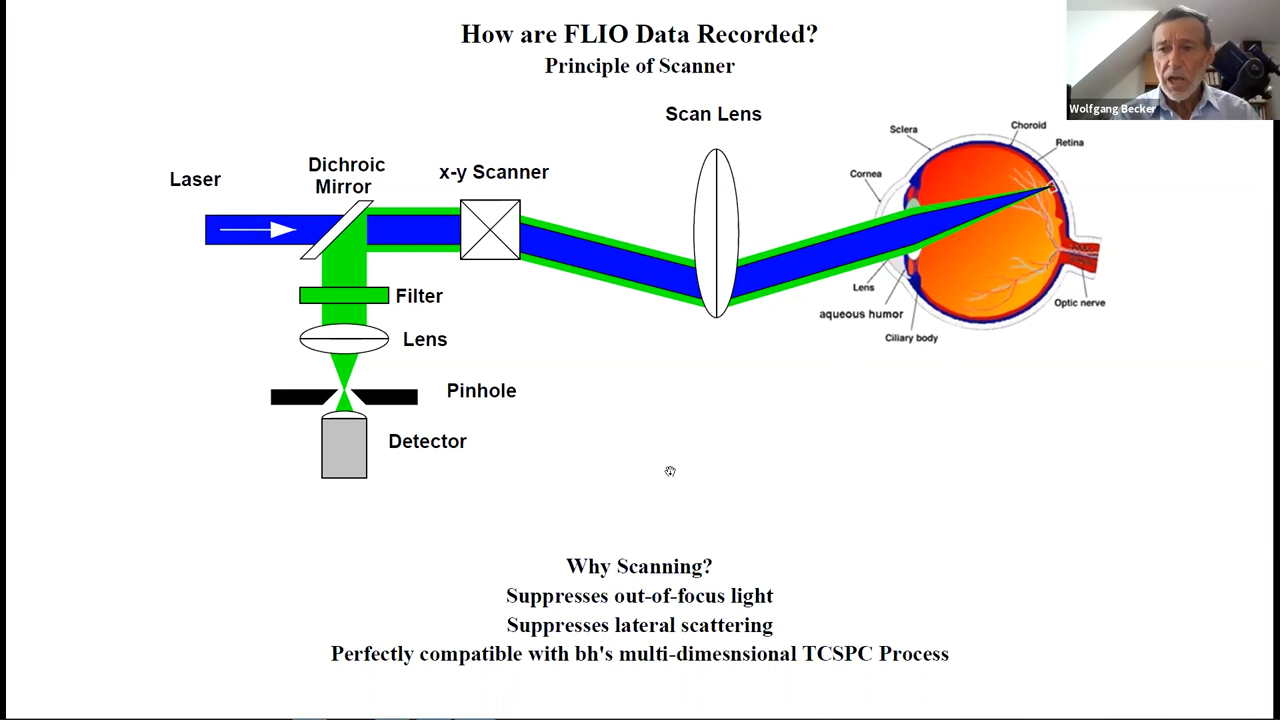 How are FLIO Data Recorded?
Principle of Scanner
Wolfgang Becker
Scan Lens
Laser
Dichroic
Mirror
x-y Scanner
Sclera
Choroid
Retina
Cornea
Filter
Lens
Pinhole
Detector
Lens
aqueous humor
Ciliary body
Optic nerve
Why Scanning?
Suppresses out-of-focus light
Suppresses lateral scattering
Perfectly compatible with bh's multi-dimesnsional TCSPC Process